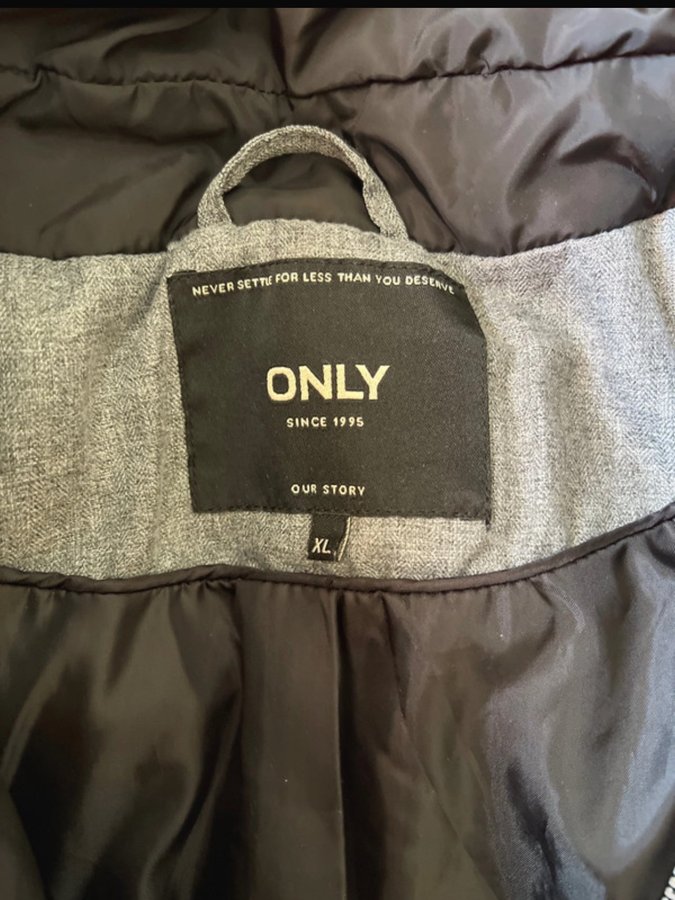 NEVER SETTLE FOR LESS THAN YOU DESERVE
ONLY
SINCE 1995
OUR STORY
XL